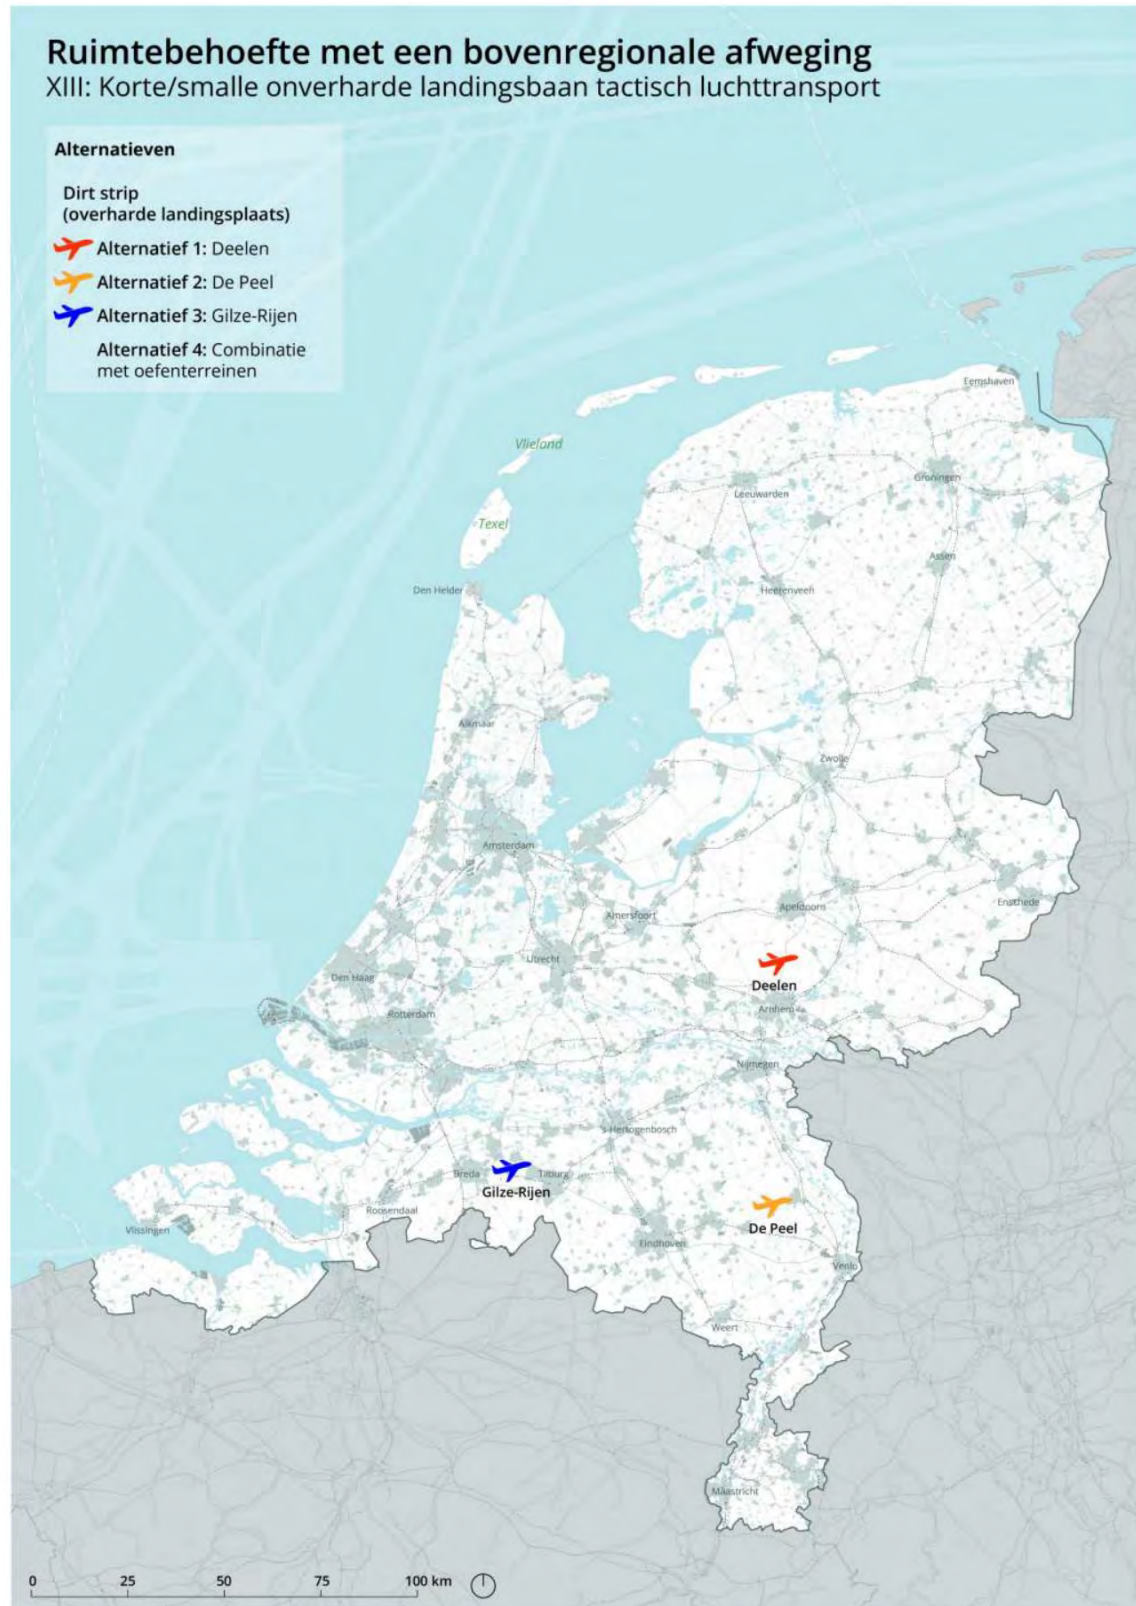 Ruimtebehoefte met een bovenregionale afweging
XIII: Korte/smalle onverharde landingsbaan tactisch luchttransport
Alternatieven
Dirt strip
(overharde landingsplaats)
Alternatief 1: Deelen
Alternatief 2: De Peel
Alternatief 3: Gilze-Rijen
Alternatief 4: Combinatie
met oefenterreinen
Eemshaven
Vlieland
Groningen
Leeuwarden
Texel
Assen
Den Helder
Heerenveen
Alkmaar
Zwolle
Amsterdam
Enschede
Apeldoorn
Amersfoort
Utrecht
Den Haag
Deelen
Arnhem
Rotterdam
Nijmegen
's-Hertogenbosch
Breda
Tilburg
Gilze-Rijen
Roosendaal
De Peel
Vlissingen
Eindhoven
Venlo
Weert
Maastricht
0 25 50 75 100 km